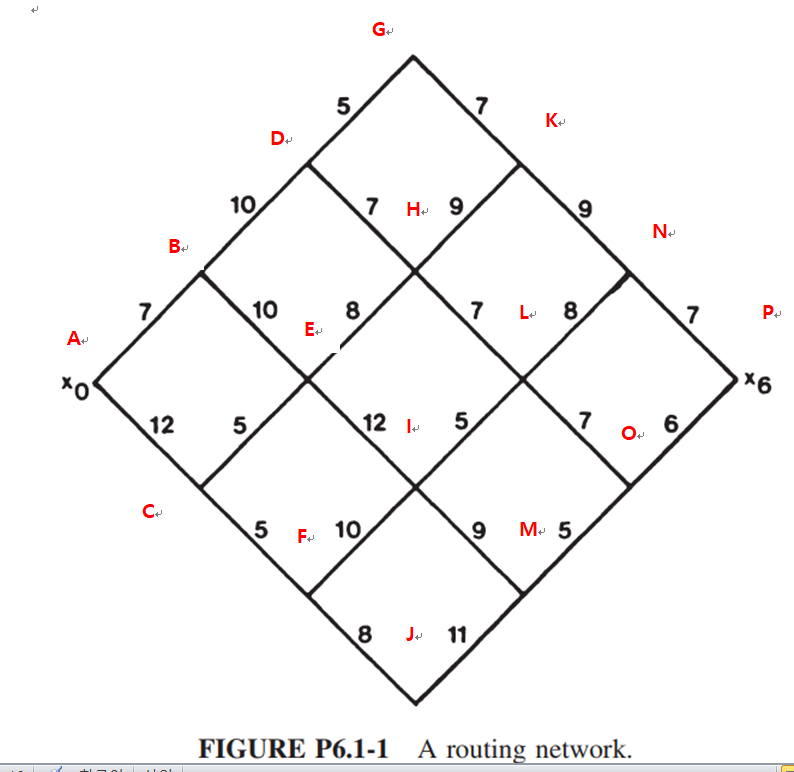 ↵
G↵
5 7
K↵
D↵
10 7 H↵ 9 9
N↵
B↵
7 10 E↵ 8 7 L↵ 8 7 P↵
A↵
x0 x6
12 5 12 I↵ 5 7 O↵ 6
C↵
5 F↵ 10 9 M↵ 5
8 J↵ 11
FIGURE P6.1-1 A routing network.